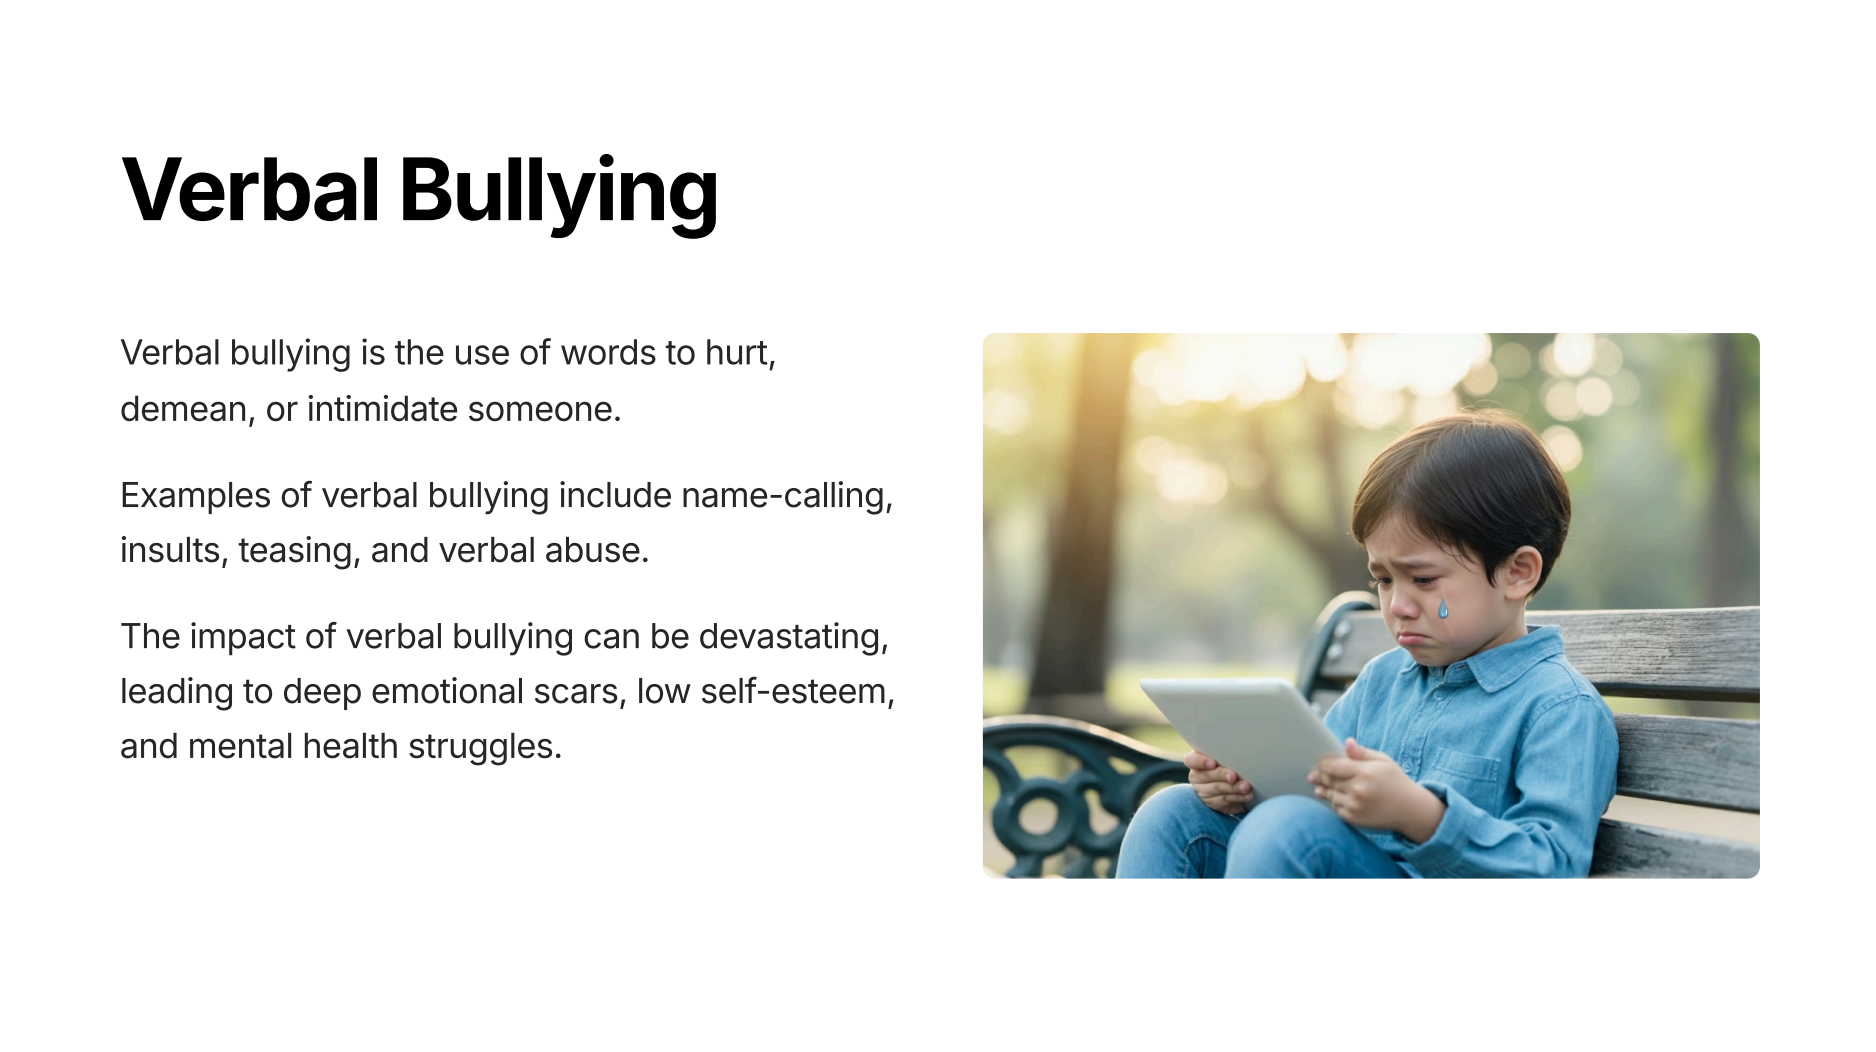 Verbal Bullying
Verbal bullying is the use of words to hurt,
demean, or intimidate someone.
Examples of verbal bullying include name-calling,
insults, teasing, and verbal abuse.
The impact of verbal bullying can be devastating,
leading to deep emotional scars, low self-esteem,
and mental health struggles.